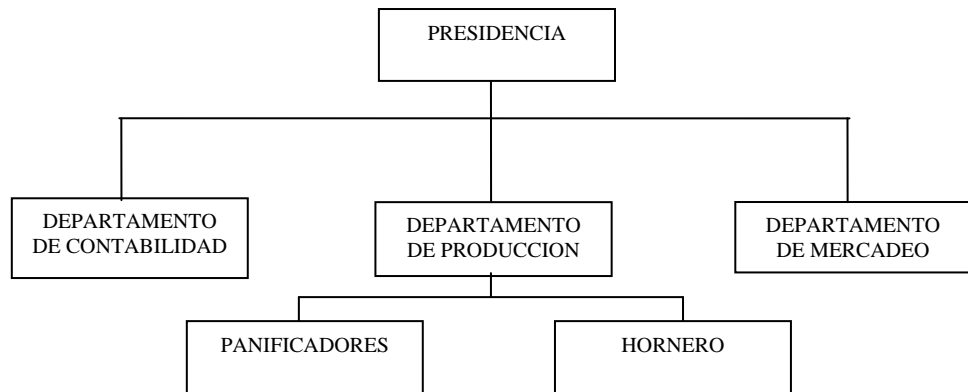 PRESIDENCIA
DEPARTAMENTO
DE CONTABILIDAD
DEPARTAMENTO
DE PRODUCCION
DEPARTAMENTO
DE MERCADEO
PANIFICADORES
HORNERO